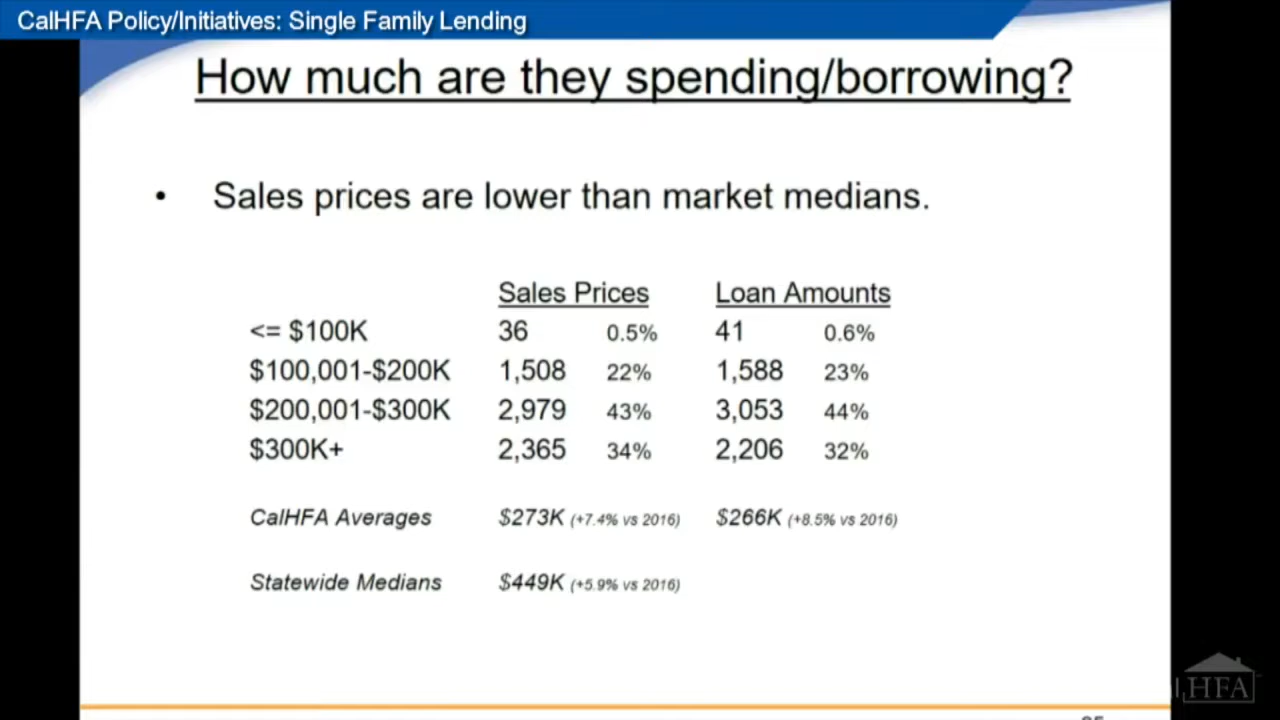 CalHFA Policy/Initiatives: Single Family Lending
How much are they spending/borrowing?
• Sales prices are lower than market medians.
Sales Prices Loan Amounts
<= $100K 36 0.5% 41 0.6%
$100,001-$200K 1,508 22% 1,588 23%
$200,001-$300K 2,979 43% 3,053 44%
$300K+ 2,365 34% 2,206 32%
CalHFA Averages $273K (+7.4% vs 2016) $266K (+8.5% vs 2016)
Statewide Medians $449K (+5.9% vs 2016)
HFA